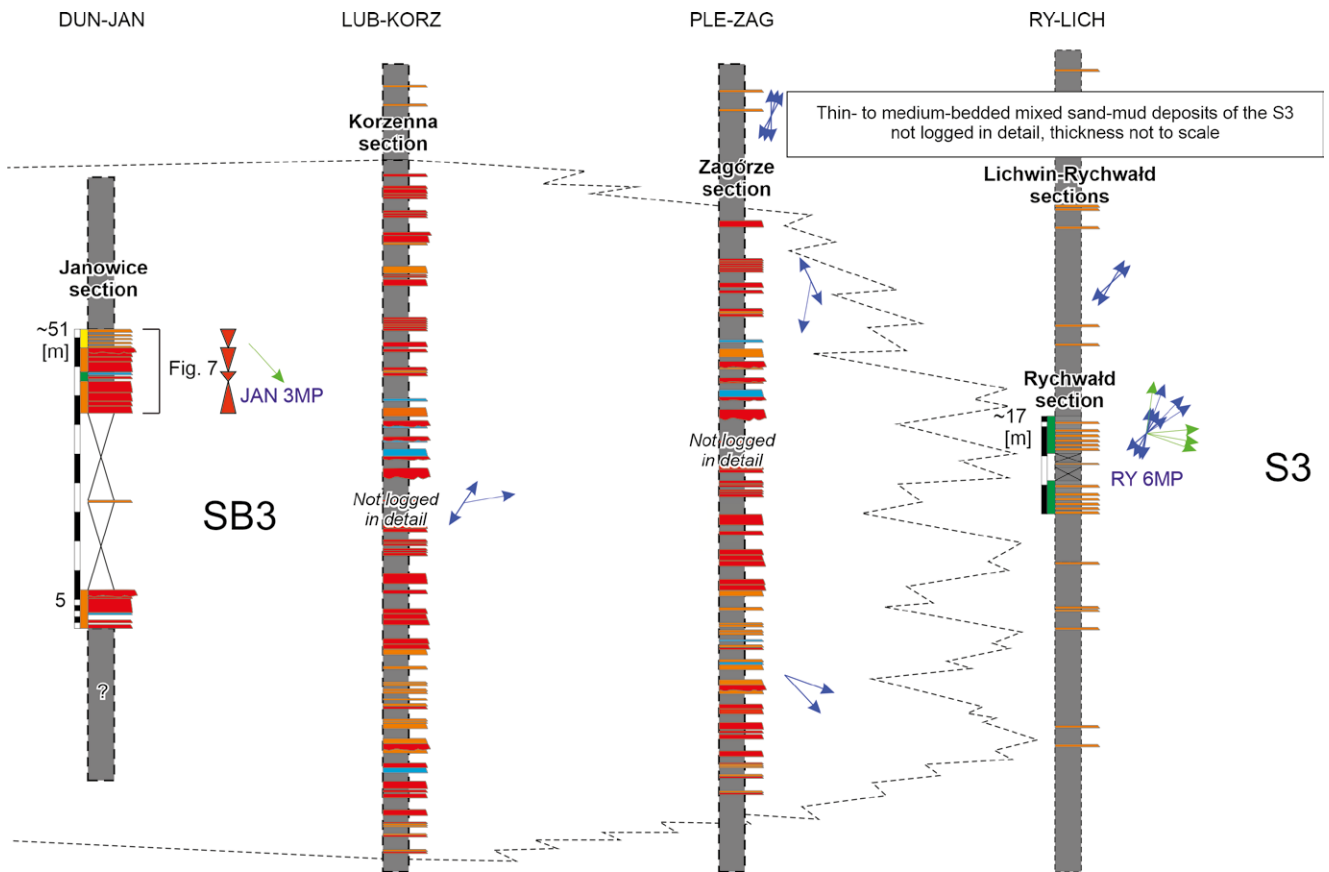 DUN-JAN
LUB-KORZ
PLE-ZAG
RY-LICH
Thin- to medium-bedded mixed sand-mud deposits of the S3
not logged in detail, thickness not to scale
Korzenna
section
Zagórze
section
Lichwin-Rychwałd
sections
Janowice
section
~51
[m]
Fig. 7
JAN 3MP
Rychwałd
section
~17
[m]
RY 6MP
S3
Not logged
in detail
Not logged
in detail
SB3
5
?